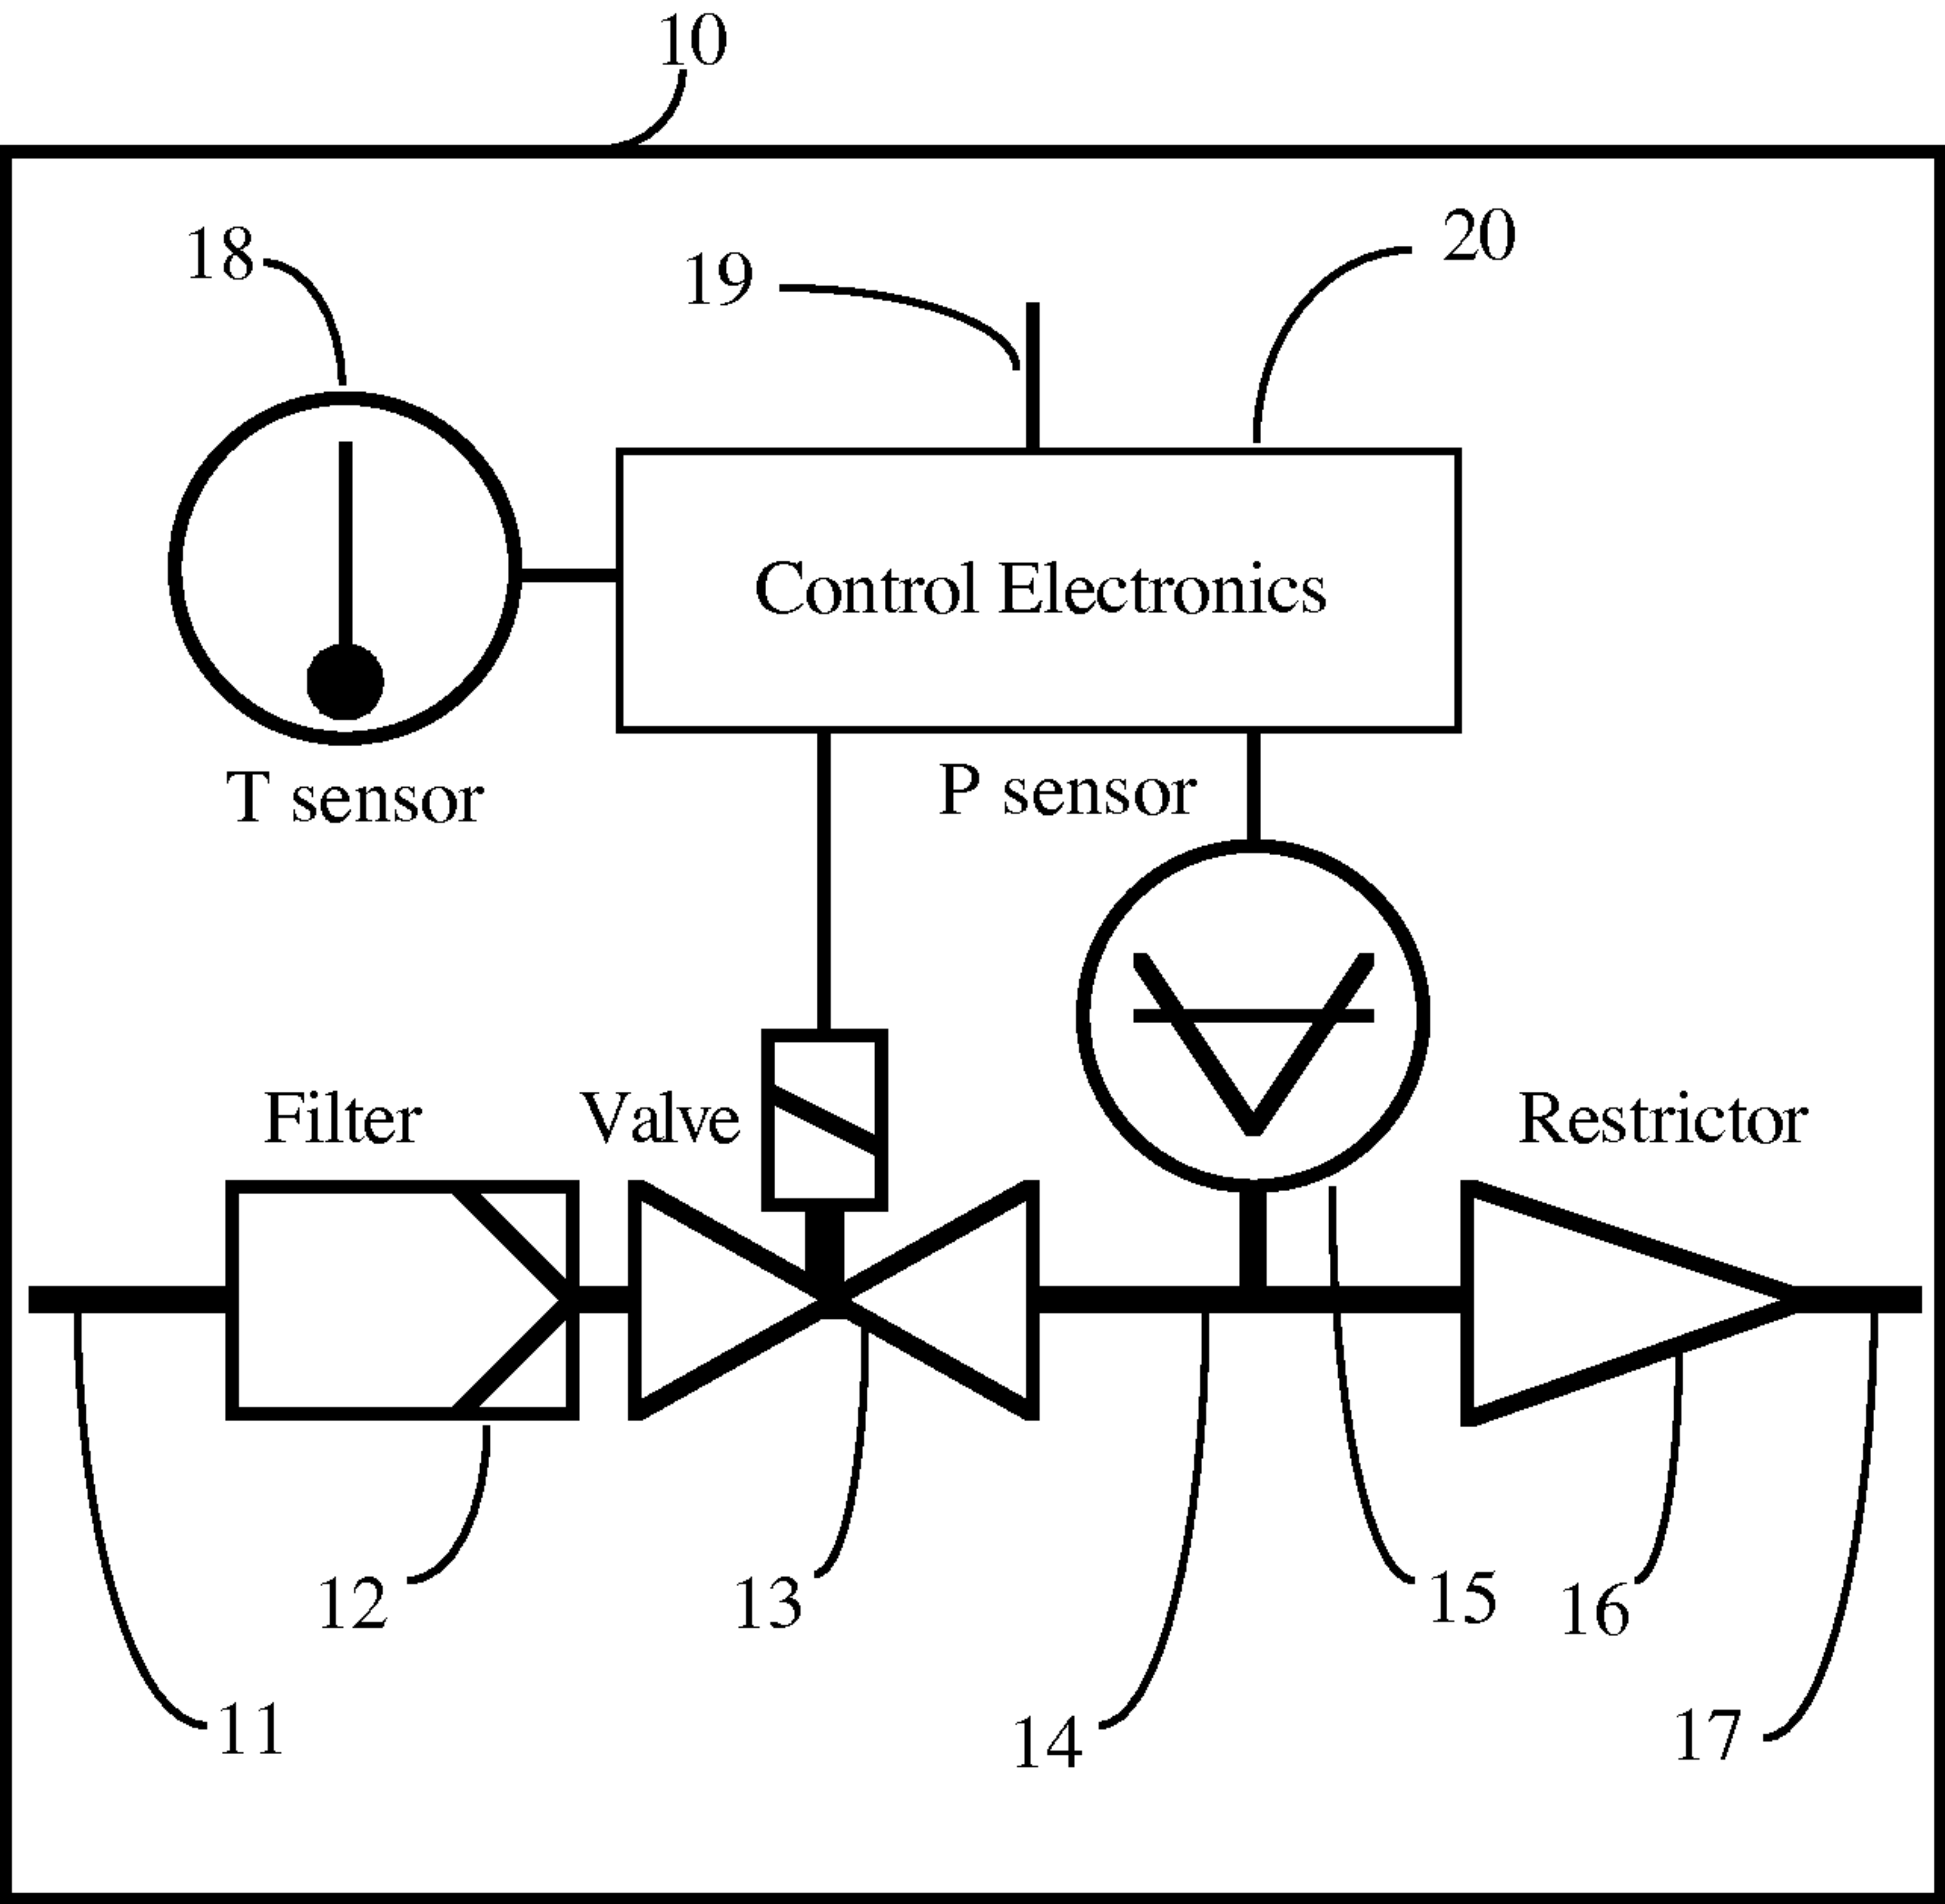 10
18
19
20
Control Electronics
T sensor
P sensor
Filter
Valve
Restrictor
12
13
15
16
11
14
17